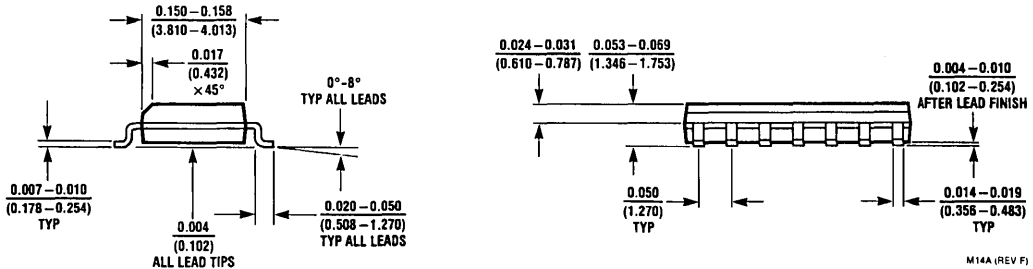 0.150–0.158
(3.810–4.013)
0.017
(0.432)
×45°
0°-8°
TYP ALL LEADS
0.007–0.010
(0.178–0.254)
TYP
0.004
(0.102)
ALL LEAD TIPS
0.020–0.050
(0.508–1.270)
TYP ALL LEADS
0.024–0.031
(0.610–0.787)
0.053–0.069
(1.346–1.753)
0.004–0.010
(0.102–0.254)
AFTER LEAD FINISH
0.050
(1.270)
TYP
0.014–0.019
(0.356–0.483)
TYP
M14A (REV F)